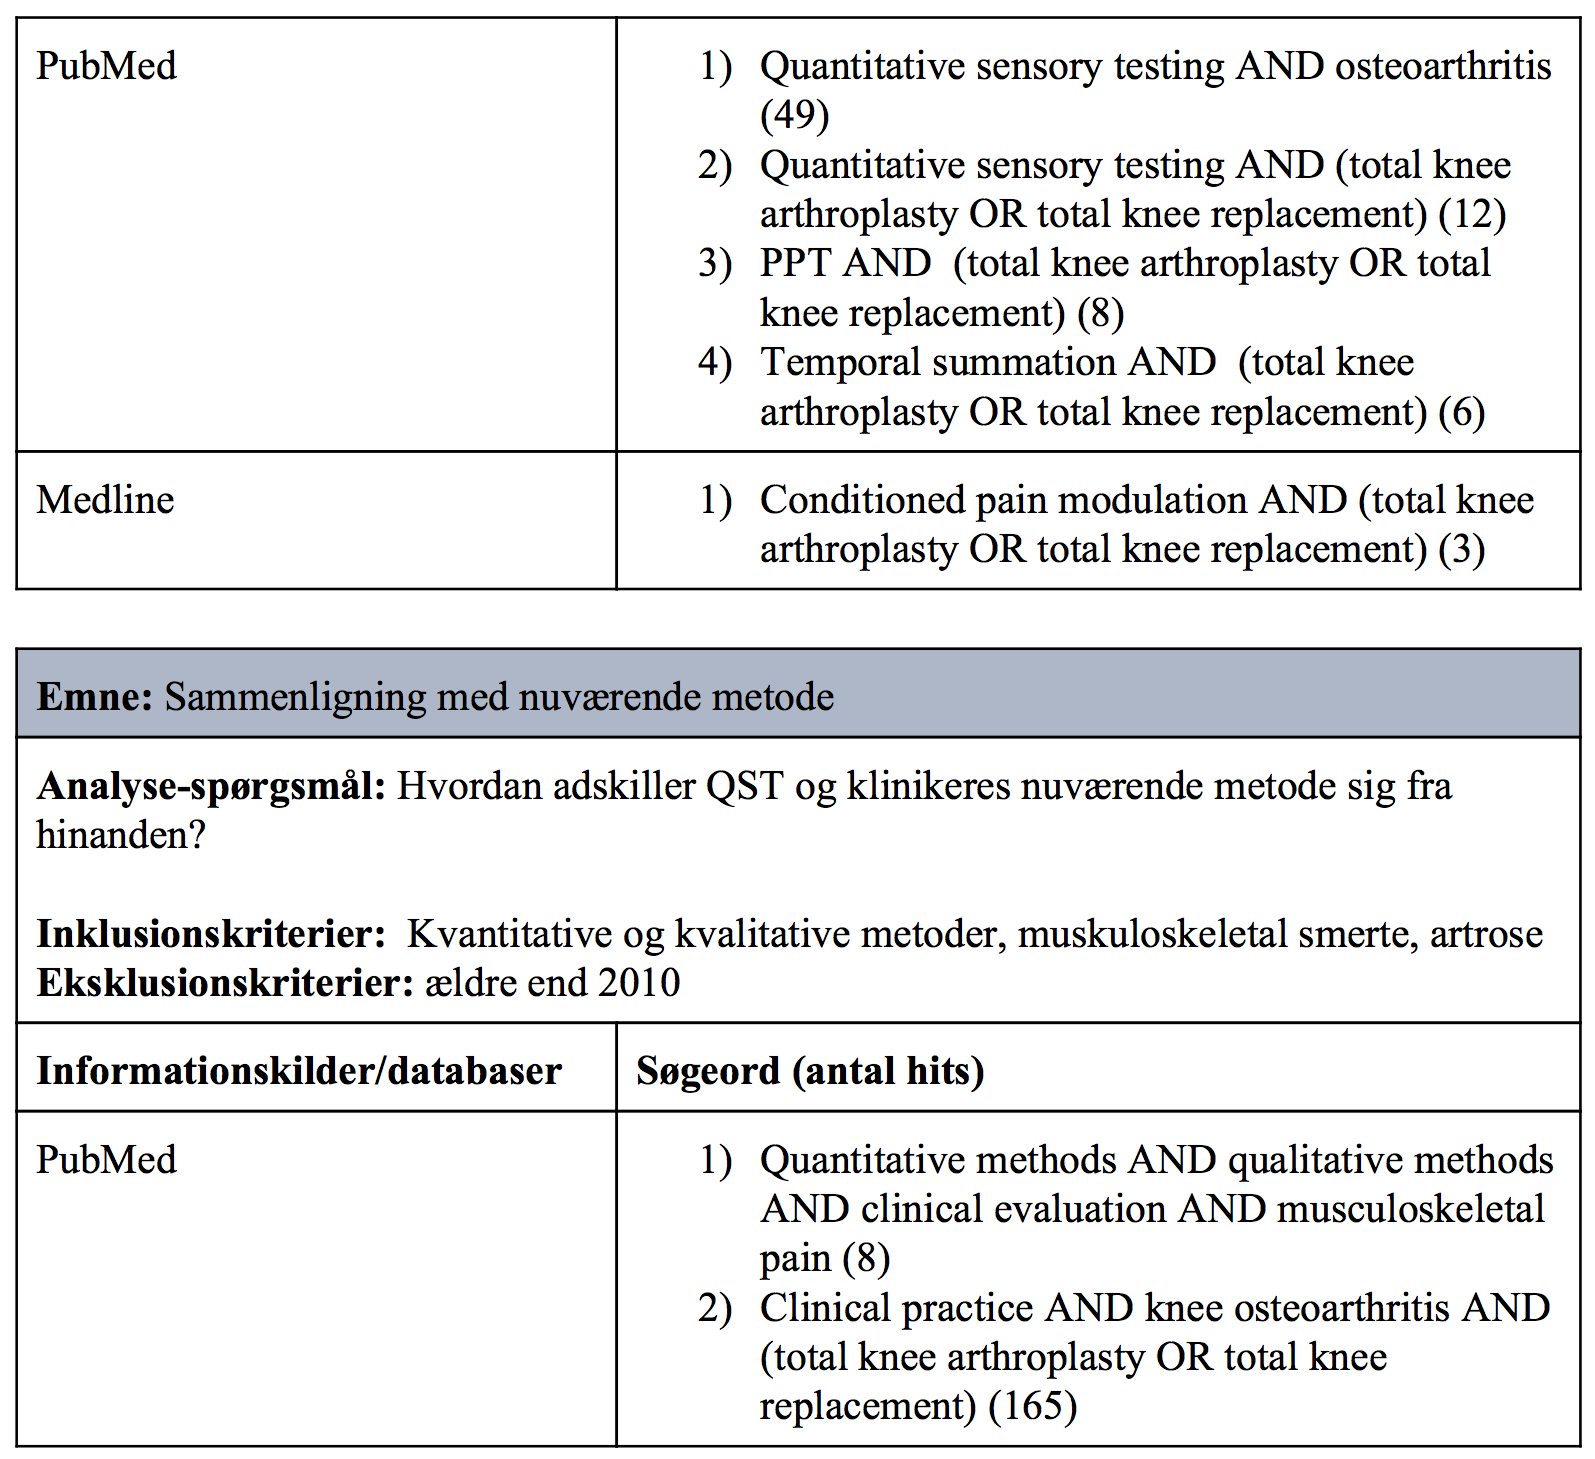 PubMed
1) Quantitative sensory testing AND osteoarthritis
(49)
2) Quantitative sensory testing AND (total knee
arthroplasty OR total knee replacement) (12)
3) PPT AND  (total knee arthroplasty OR total
knee replacement) (8)
4) Temporal summation AND  (total knee
arthroplasty OR total knee replacement) (6)
Medline
1) Conditioned pain modulation AND (total knee
arthroplasty OR total knee replacement) (3)
Emne: Sammenligning med nuværende metode
Analyse-spørgsmål: Hvordan adskiller QST og klinikeres nuværende metode sig fra
hinanden?
Inklusionskriterier:  Kvantitative og kvalitative metoder, muskuloskeletal smerte, artrose
Eksklusionskriterier: ældre end 2010
Informationskilder/databaser
Søgeord (antal hits)
PubMed
1) Quantitative methods AND qualitative methods
AND clinical evaluation AND musculoskeletal
pain (8)
2) Clinical practice AND knee osteoarthritis AND
(total knee arthroplasty OR total knee
replacement) (165)